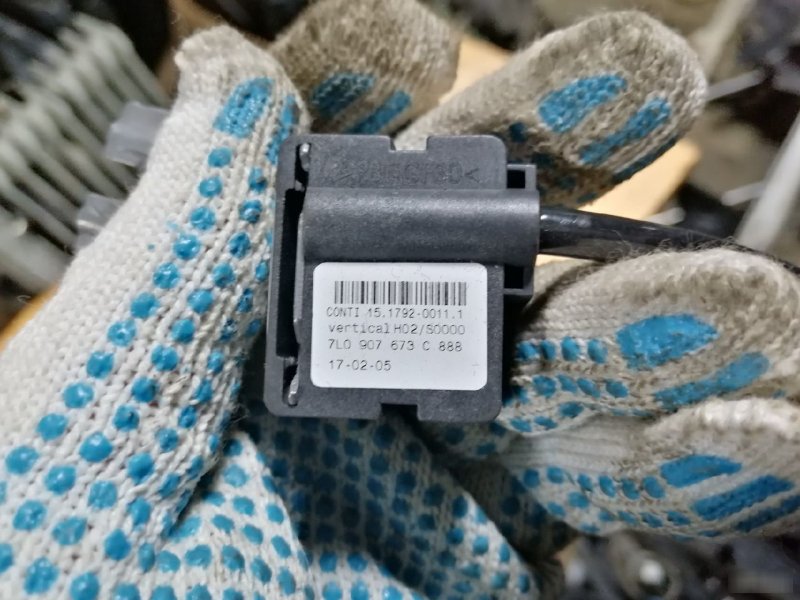 CONTI 15.1792-0011.1
vertical H02/S0000
7L0 907 673 C 888
17-02-05